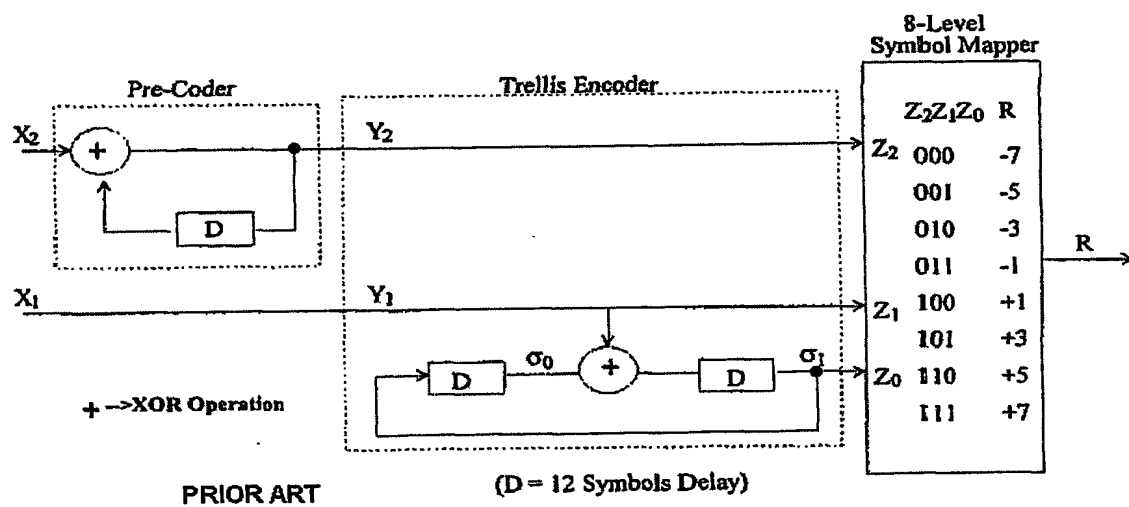 8-Level
Symbol Mapper
Pre-Coder
Trellis Encoder
Z₂Z₁Z₀ R
X₂
+
Y₂
Z₂
000 -7
D
001 -5
010 -3
R
011 -1
X₁
Y₁
Z₁
100 +1
101 +3
D
σ₀
+
D
σ₁
Z₀
110 +5
111 +7
+ -->XOR Operation
PRIOR ART
(D = 12 Symbols Delay)